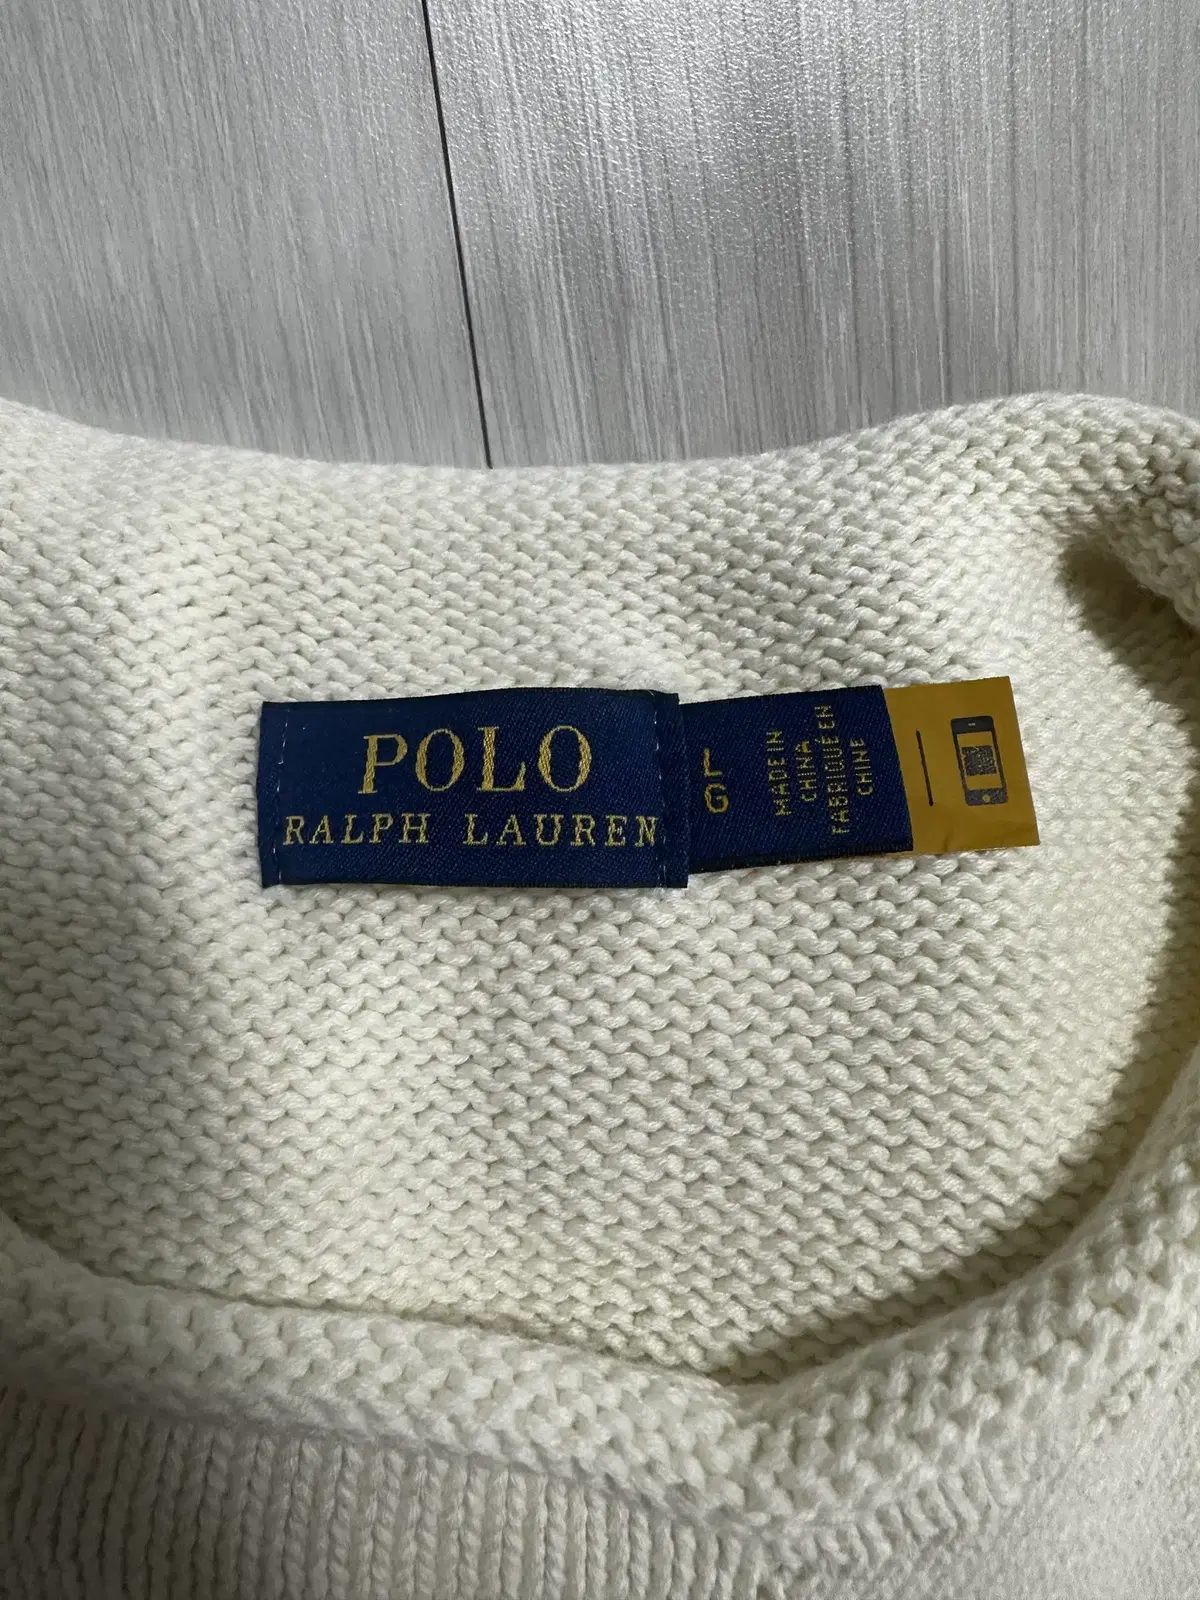 POLO
RALPH LAUREN
L
G
MADE IN
CHINA
FABRIQUÉ EN
CHINE